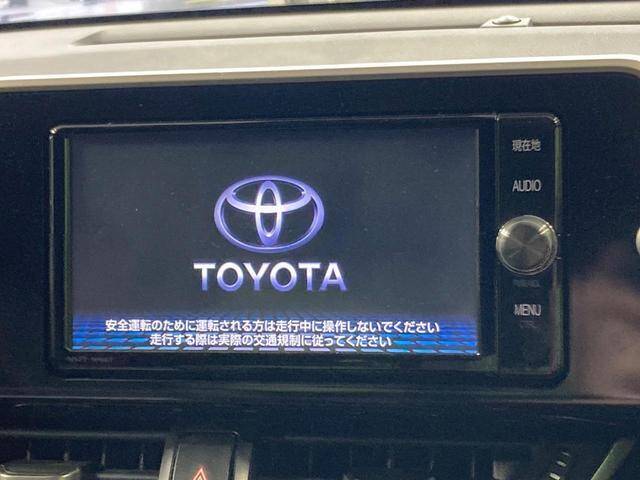 現在地
AUDIO
TOYOTA
MENU
安全運転のために運転される方は走行中に操作しないでください
走行する際は実際の交通規制に従ってください